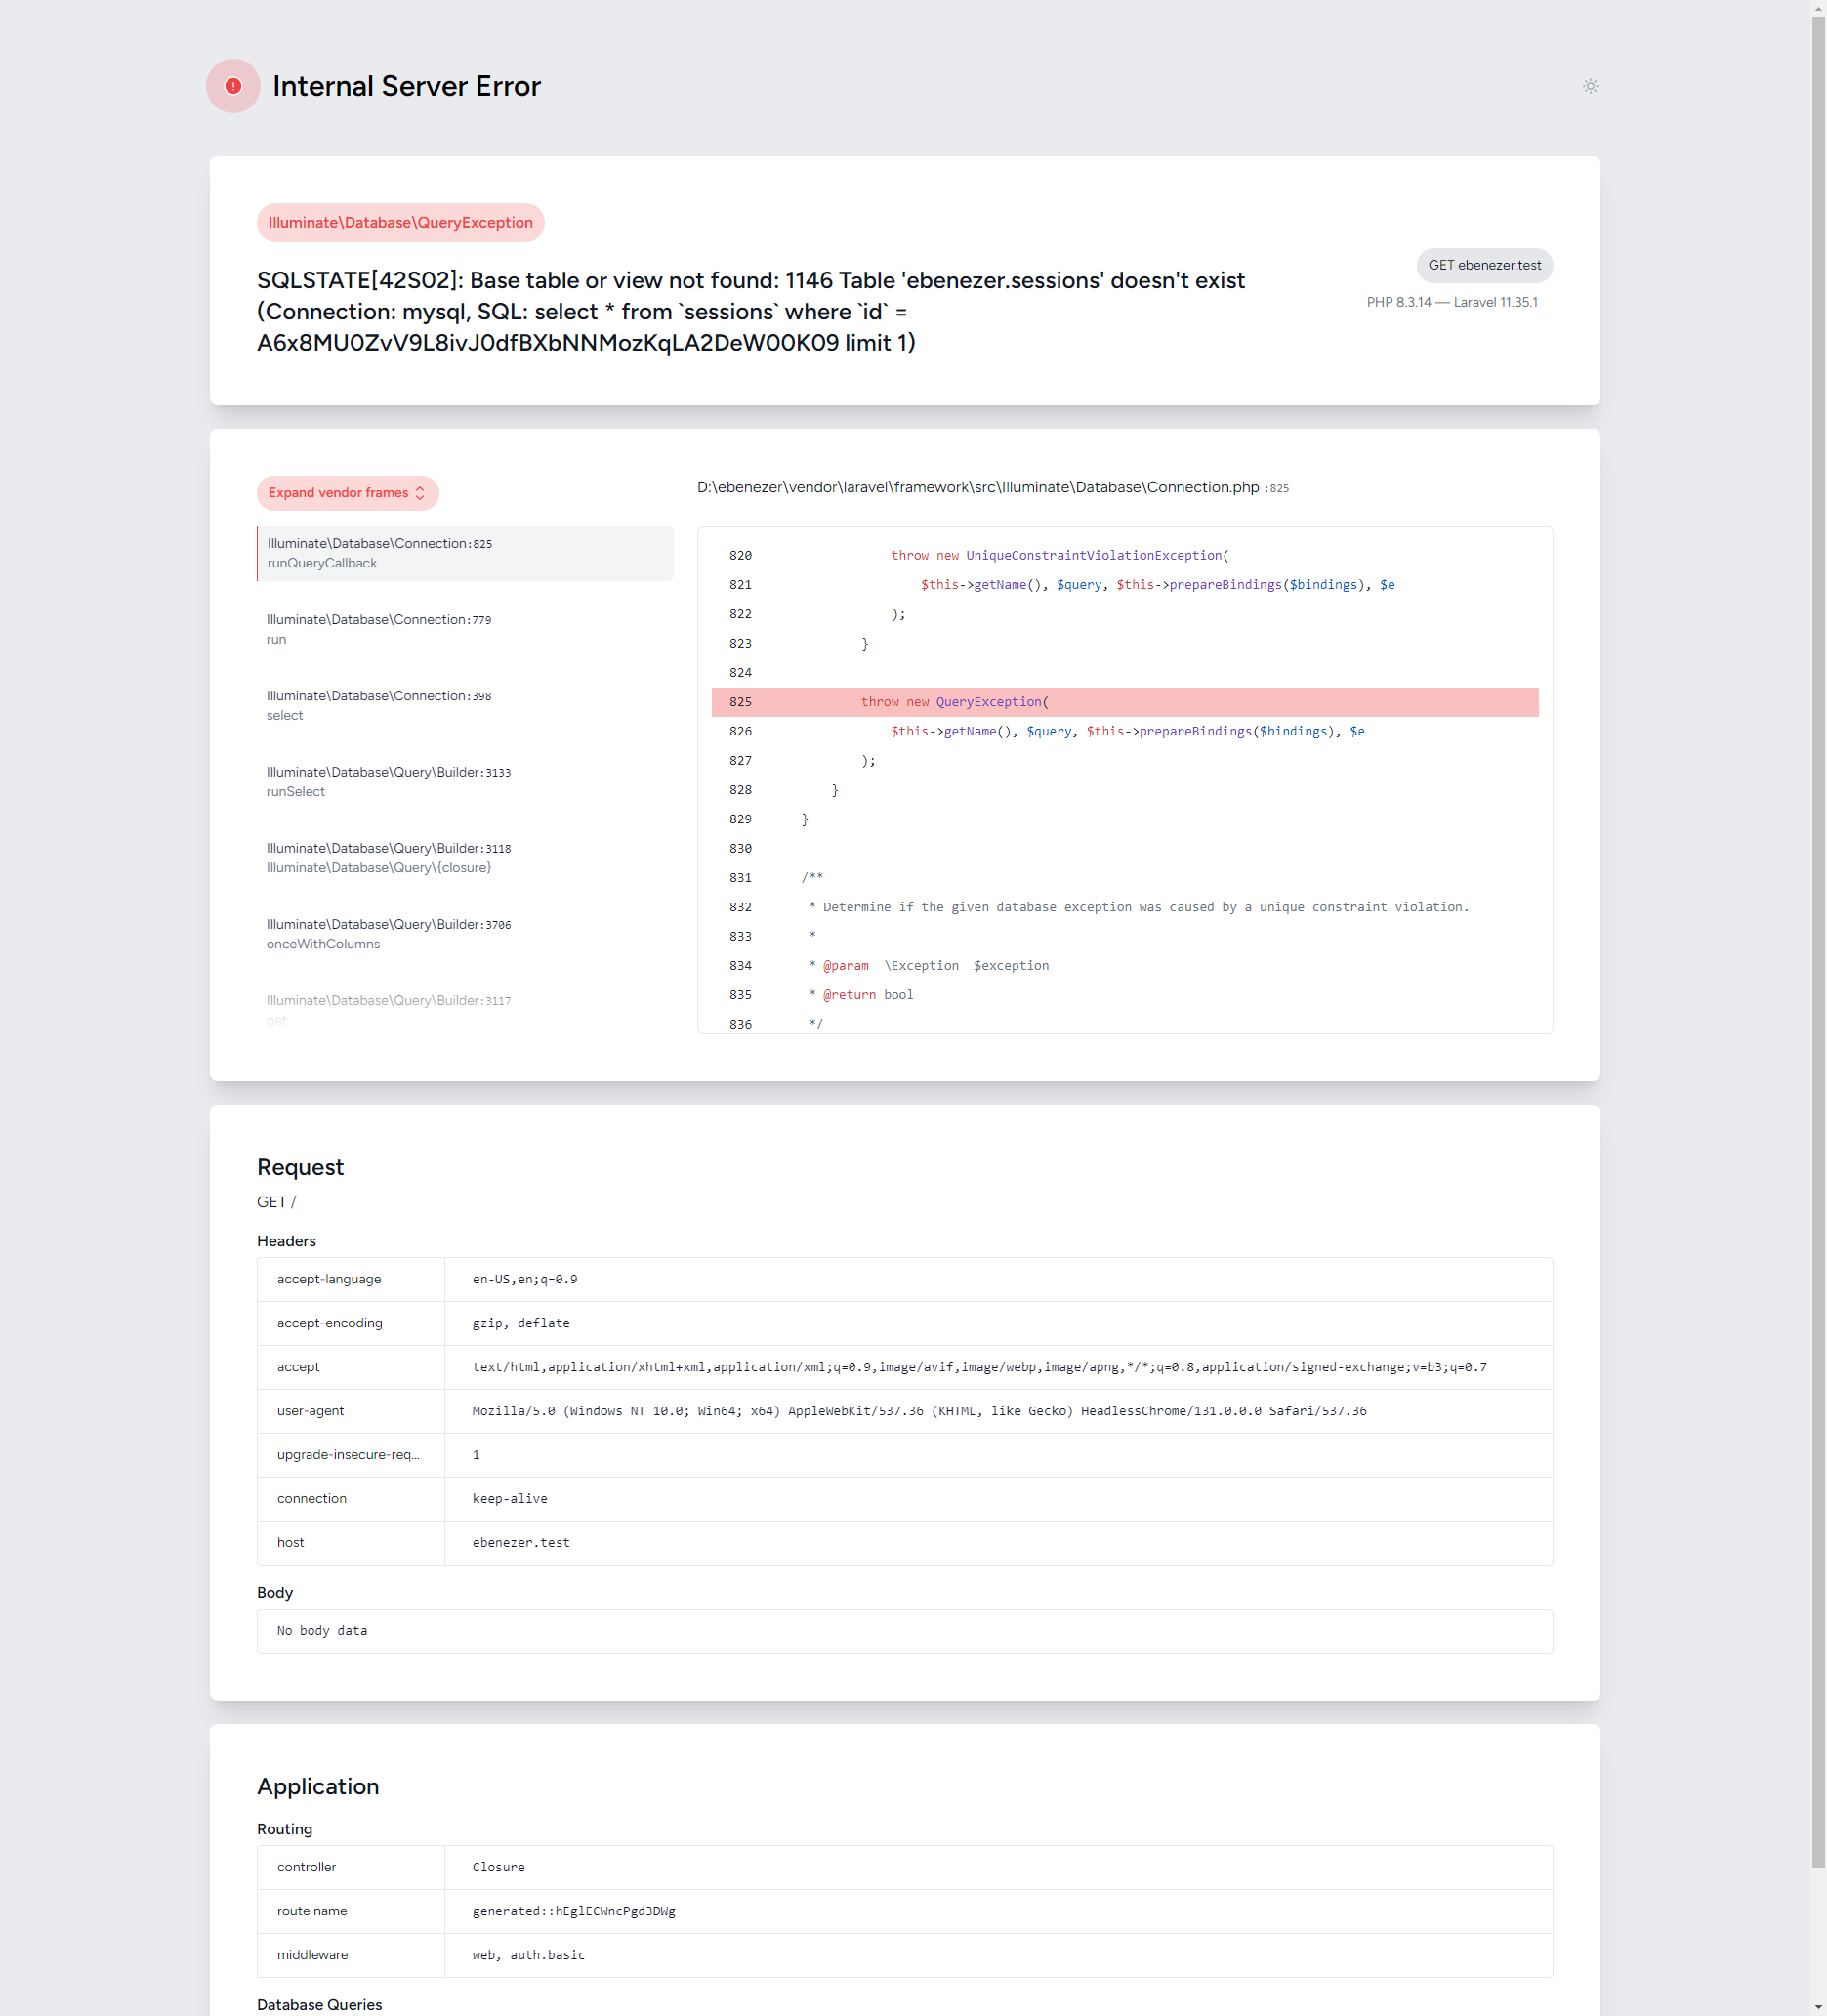 Internal Server Error
Illuminate\Database\QueryException
SQLSTATE[42S02]: Base table or view not found: 1146 Table 'ebenezer.sessions' doesn't exist
(Connection: mysql, SQL: select * from `sessions` where `id` =
A6x8MU0ZvV9L8ivJ0dfBXbNNMozKqLA2DeW00K09 limit 1)
GET ebenezer.test
PHP 8.3.14 — Laravel 11.35.1
Expand vendor frames
Illuminate\Database\Connection:825
runQueryCallback
Illuminate\Database\Connection:779
run
Illuminate\Database\Connection:398
select
Illuminate\Database\Query\Builder:3133
runSelect
Illuminate\Database\Query\Builder:3118
Illuminate\Database\Query\{closure}
Illuminate\Database\Query\Builder:3706
onceWithColumns
Illuminate\Database\Query\Builder:3117
get
D:\ebenezer\vendor\laravel\framework\src\Illuminate\Database\Connection.php :825
820 throw new UniqueConstraintViolationException(
821 $this->getName(), $query, $this->prepareBindings($bindings), $e
822 );
823 }
824
825 throw new QueryException(
826 $this->getName(), $query, $this->prepareBindings($bindings), $e
827 );
828 }
829 }
830
831 /**
832 * Determine if the given database exception was caused by a unique constraint violation.
833 *
834 * @param  \Exception  $exception
835 * @return bool
836 */
Request
GET /
Headers
accept-language en-US,en;q=0.9
accept-encoding gzip, deflate
accept text/html,application/xhtml+xml,application/xml;q=0.9,image/avif,image/webp,image/apng,*/*;q=0.8,application/signed-exchange;v=b3;q=0.7
user-agent Mozilla/5.0 (Windows NT 10.0; Win64; x64) AppleWebKit/537.36 (KHTML, like Gecko) HeadlessChrome/131.0.0.0 Safari/537.36
upgrade-insecure-req... 1
connection keep-alive
host ebenezer.test
Body
No body data
Application
Routing
controller Closure
route name generated::hEglECWncPgd3DWg
middleware web, auth.basic
Database Queries